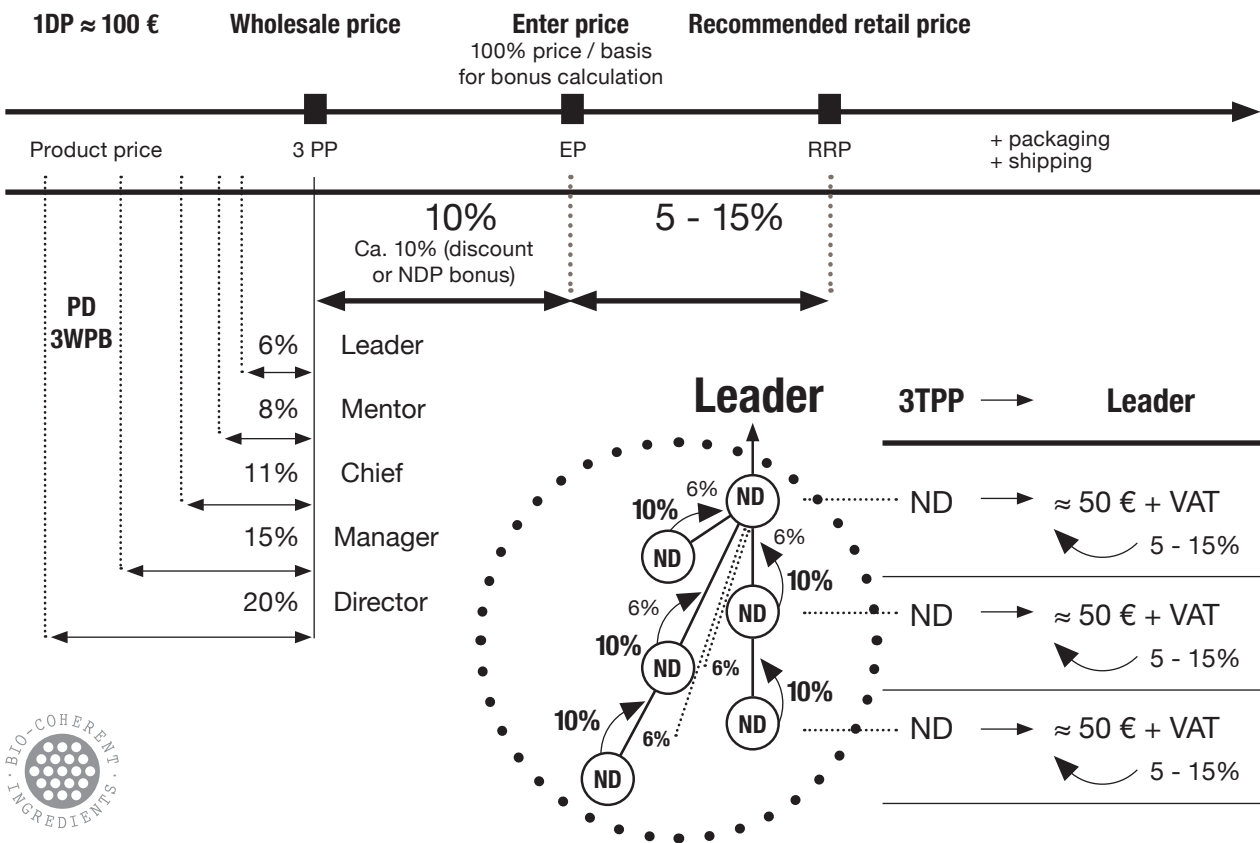 1DP ≈ 100 €
Wholesale price
Enter price
100% price / basis
for bonus calculation
Recommended retail price
Product price
3 PP
EP
RRP
+ packaging
+ shipping
10%
Ca. 10% (discount
or NDP bonus)
5 - 15%
PD
3WPB
6% Leader
8% Mentor
11% Chief
15% Manager
20% Director
Leader
6%
ND
10%
ND
6%
10%
6%
ND
10%
ND
6%
10%
10%
6%
ND
ND
3TPP Leader
ND ≈ 50 € + VAT
5 - 15%
ND ≈ 50 € + VAT
5 - 15%
ND ≈ 50 € + VAT
5 - 15%
· BIO-COHERENT ·
INGREDIENTS